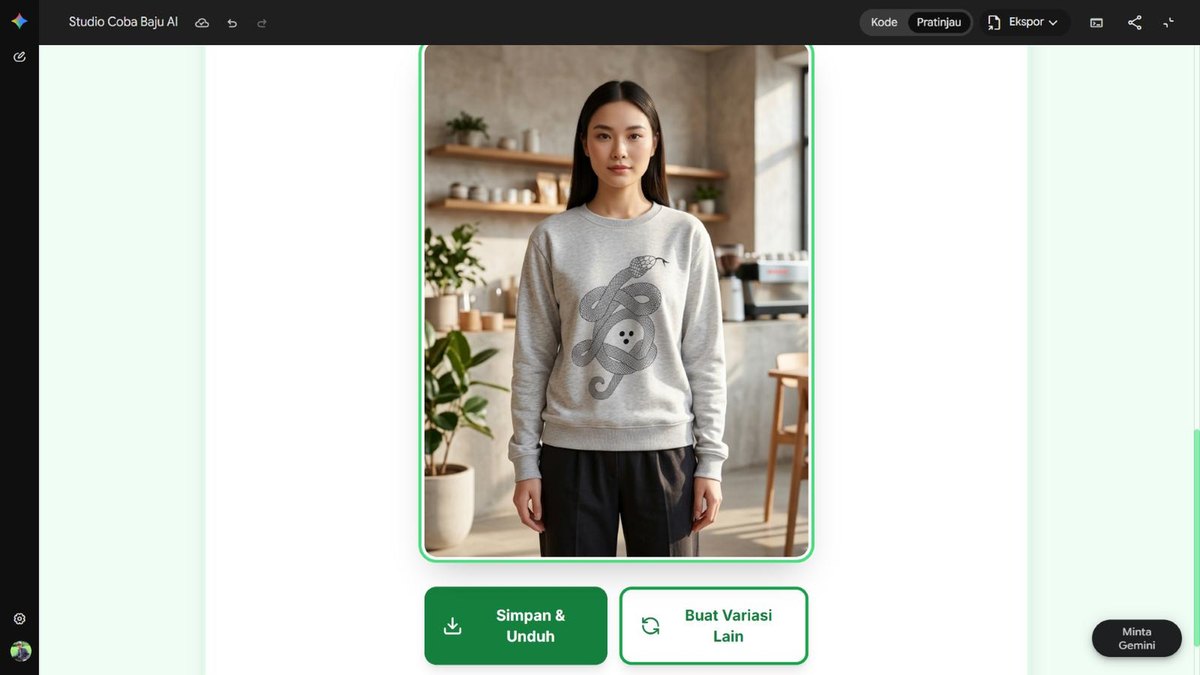 Studio Coba Baju AI
Kode
Pratinjau
Ekspor
Simpan &
Unduh
Buat Variasi
Lain
Minta
Gemini